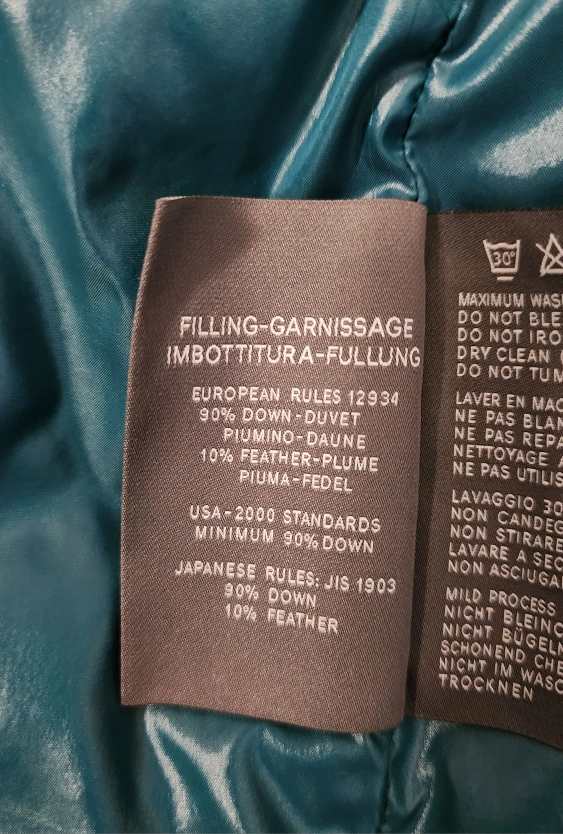 FILLING-GARNISSAGE
IMBOTTITURA-FULLUNG
EUROPEAN RULES 12934
90% DOWN-DUVET
PIUMINO-DAUNE
10% FEATHER-PLUME
PIUMA-FEDEL
USA-2000 STANDARDS
MINIMUM 90% DOWN
JAPANESE RULES: JIS 1903
90% DOWN
10% FEATHER
30°
MAXIMUM
DO NOT
DO NOT
DRY CLEAN
DO NOT
LAVER EN
NE PAS
NE PAS
NETTOYAGE
NE PAS
LAVAGGIO 30
NON
NON STIRARE
LAVARE A
NON
MILD PROCESS
NICHT
NICHT
SCHONEND
NICHT IM
TROCKNEN